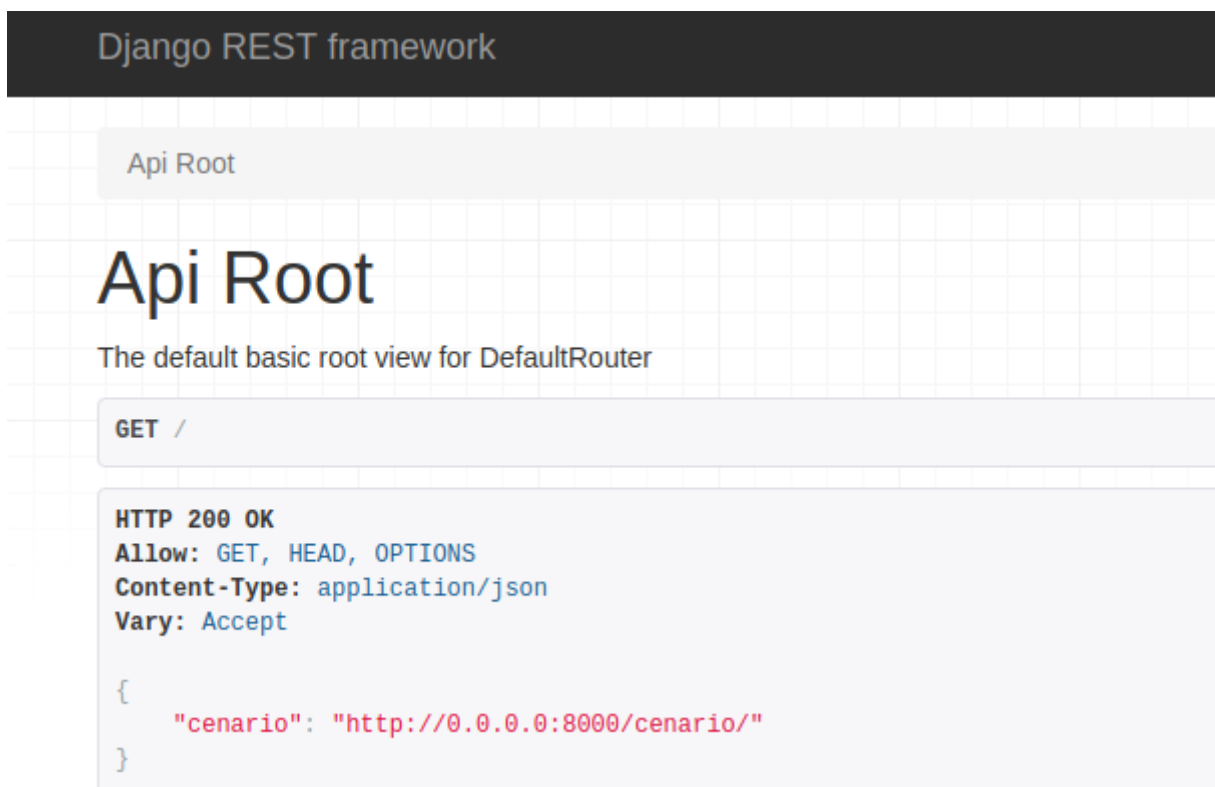 Django REST framework
Api Root
Api Root
The default basic root view for DefaultRouter
GET /
HTTP 200 OK
Allow: GET, HEAD, OPTIONS
Content-Type: application/json
Vary: Accept
{
    "cenario": "http://0.0.0.0:8000/cenario/"
}